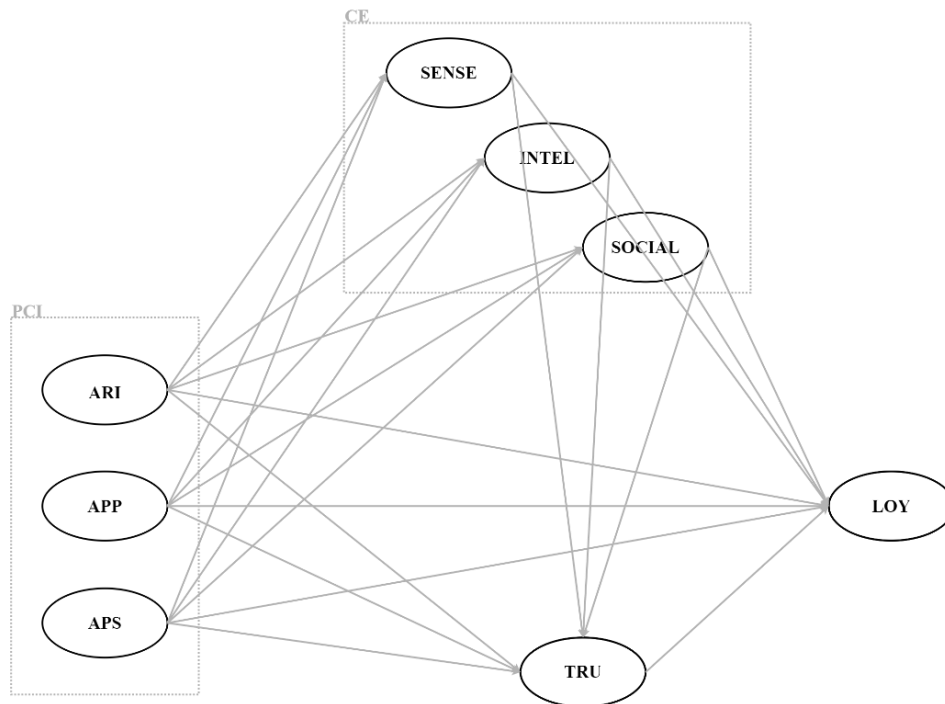 CE
SENSE
INTEL
SOCIAL
PCI
ARI
APP
LOY
APS
TRU